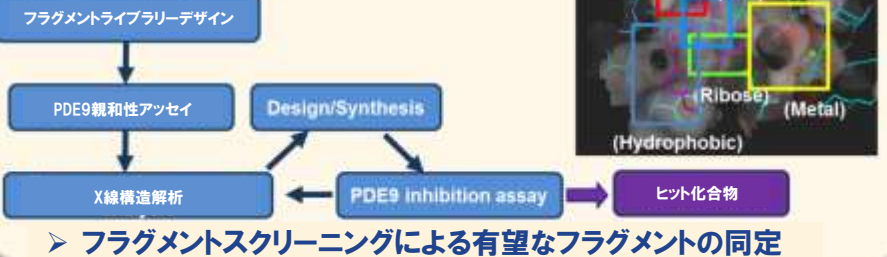 フラグメントライブラリーデザイン
PDE9親和性アッセイ
Design/Synthesis
(Ribose)
(Metal)
(Hydrophobic)
X線構造解析
PDE9 inhibition assay
ヒット化合物
➢ フラグメントスクリーニングによる有望なフラグメントの同定